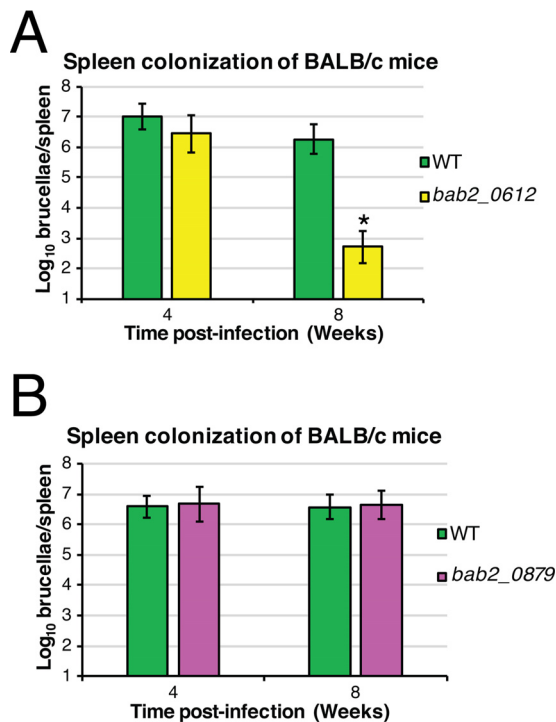 A
Spleen colonization of BALB/c mice
Log10 brucellae/spleen
8
7
6
5
4
3
2
1
4
8
Time post-infection (Weeks)
WT
bab2_0612
*
B
Spleen colonization of BALB/c mice
Log10 brucellae/spleen
8
7
6
5
4
3
2
1
4
8
Time post-infection (Weeks)
WT
bab2_0879